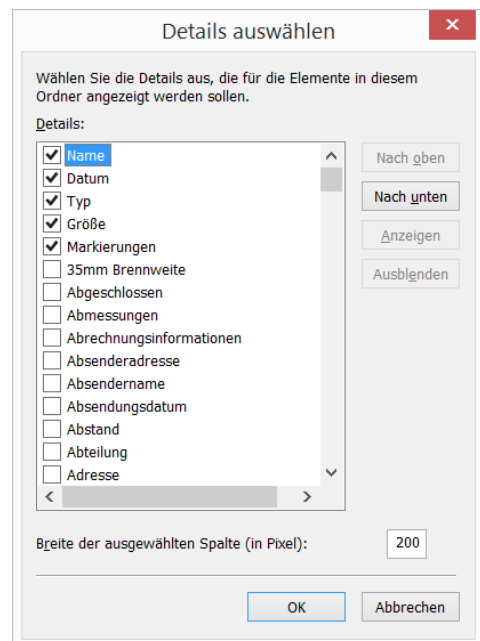 Details auswählen
Wählen Sie die Details aus, die für die Elemente in diesem
Ordner angezeigt werden sollen.
Details:
Name
Datum
Typ
Größe
Markierungen
35mm Brennweite
Abgeschlossen
Abmessungen
Abrechnungsinformationen
Absenderadresse
Absendername
Absendungsdatum
Abstand
Abteilung
Adresse
Nach oben
Nach unten
Anzeigen
Ausblenden
Breite der ausgewählten Spalte (in Pixel): 200
OK Abbrechen